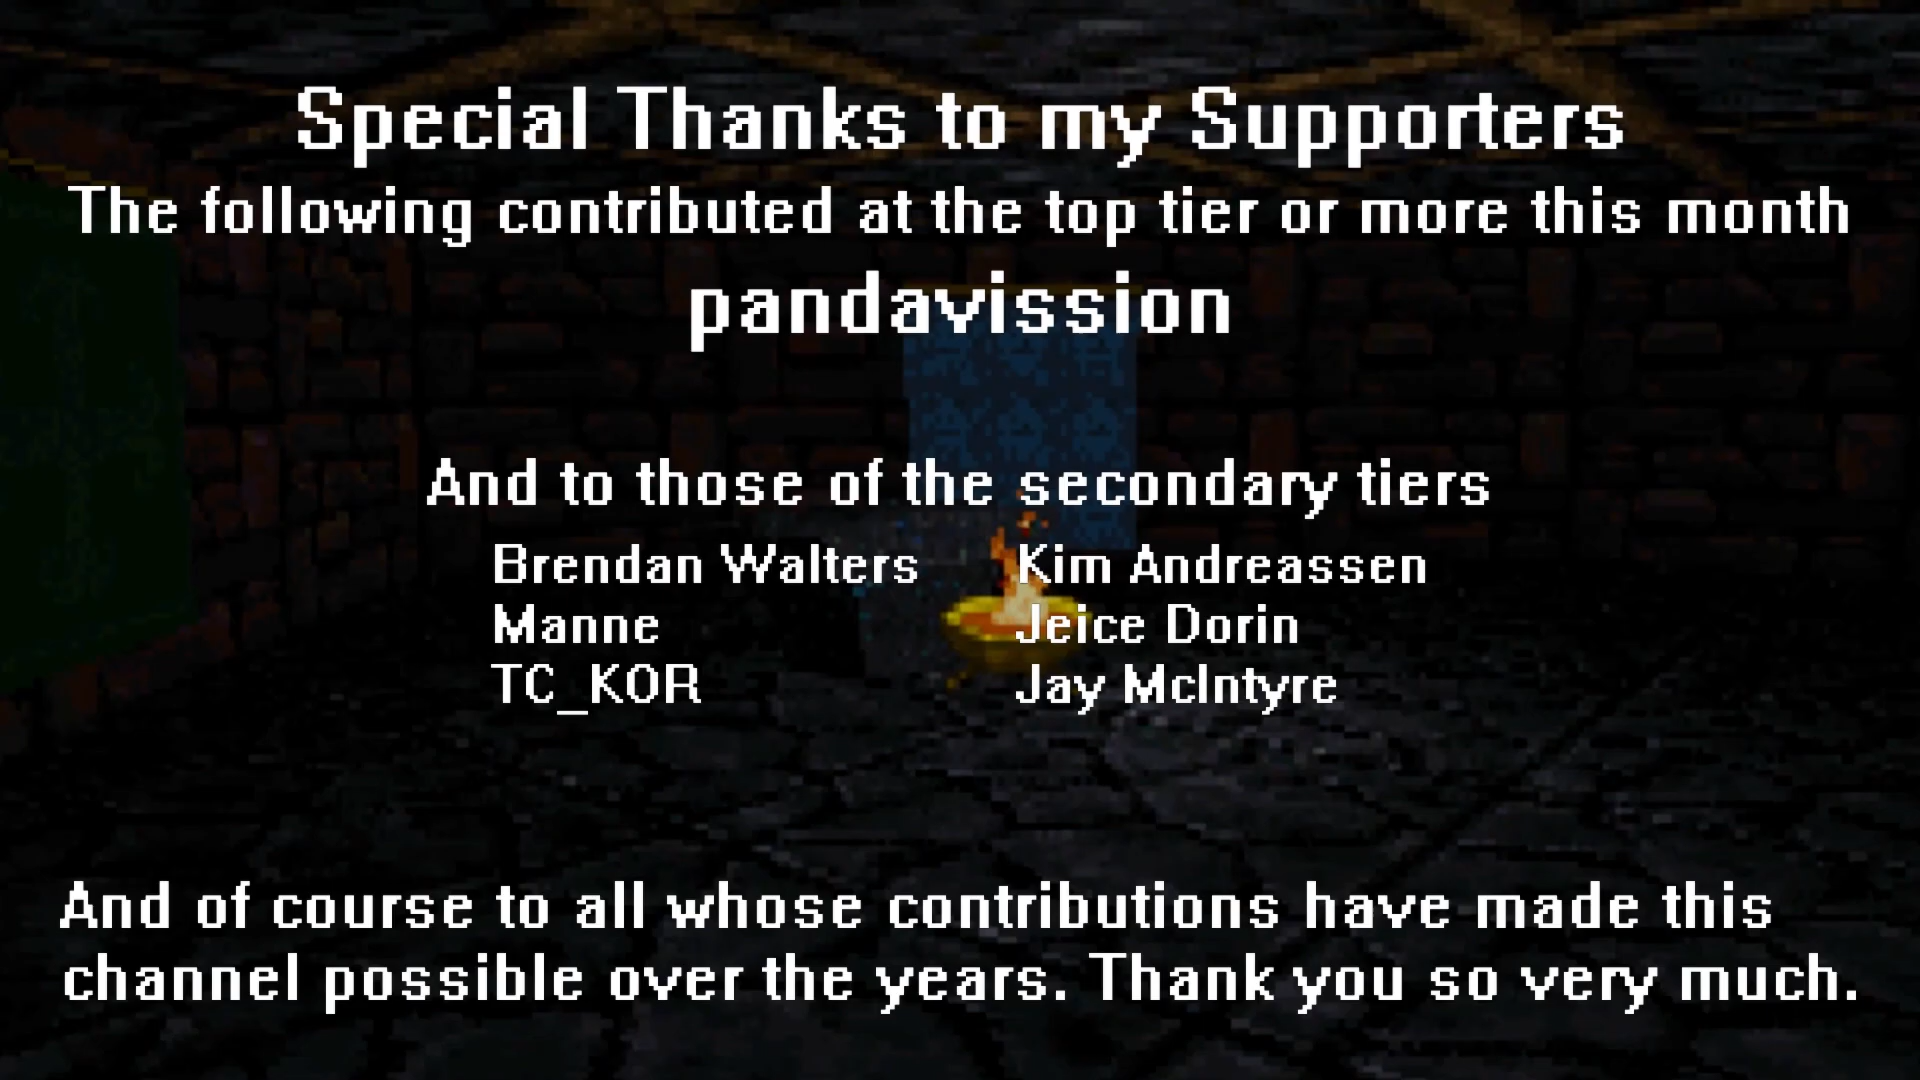 Special Thanks to my Supporters
The following contributed at the top tier or more this month
pandavission
And to those of the secondary tiers
Brendan Walters
Kim Andreassen
Manne
Jeice Dorin
TC_KOR
Jay McIntyre
And of course to all whose contributions have made this
channel possible over the years. Thank you so very much.